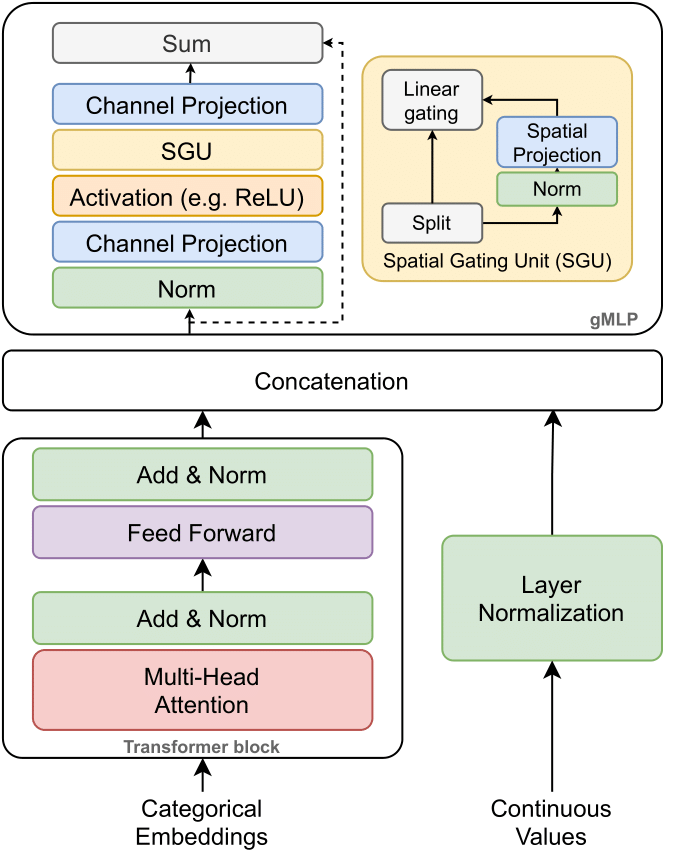 Sum
Channel Projection
SGU
Activation (e.g. ReLU)
Channel Projection
Norm
Linear
gating
Spatial
Projection
Norm
Split
Spatial Gating Unit (SGU)
gMLP
Concatenation
Add & Norm
Feed Forward
Add & Norm
Multi-Head
Attention
Transformer block
Layer
Normalization
Categorical
Embeddings
Continuous
Values